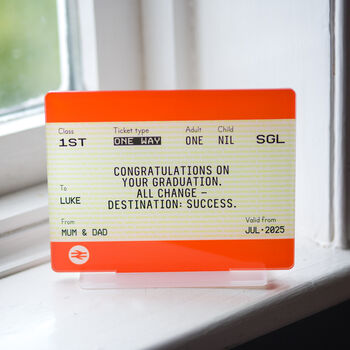 Class Ticket type Adult Child
1ST ONE WAY ONE NIL SGL
CONGRATULATIONS ON
YOUR GRADUATION.
ALL CHANGE –
DESTINATION: SUCCESS.
To
LUKE
From Valid from
MUM & DAD JUL·2025